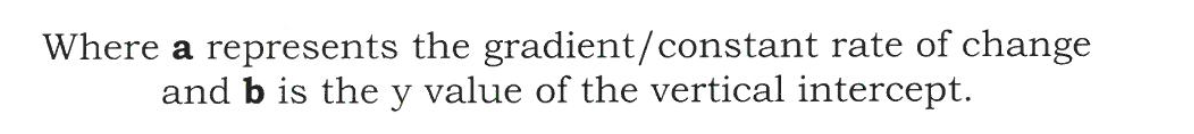 Where a represents the gradient/constant rate of change
and b is the y value of the vertical intercept.